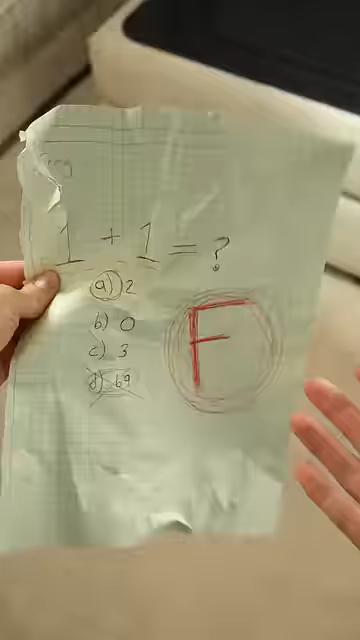 1 + 1 = ?
a) 2
b) 0
c) 3
d) 69
F